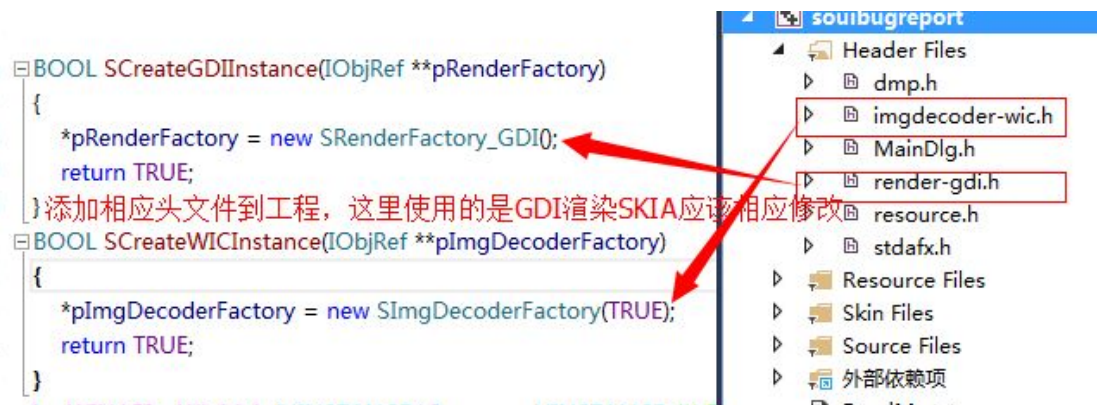 BOOL SCreateGDIInstance(IObjRef **pRenderFactory)
{
*pRenderFactory = new SRenderFactory_GDI();
return TRUE;
}添加相应头文件到工程，这里使用的是GDI渲染SKIA应该相应修改
BOOL SCreateWICInstance(IObjRef **pImgDecoderFactory)
{
*pImgDecoderFactory = new SImgDecoderFactory(TRUE);
return TRUE;
}
souibugreport
Header Files
dmp.h
imgdecoder-wic.h
MainDlg.h
render-gdi.h
resource.h
stdafx.h
Resource Files
Skin Files
Source Files
外部依赖项